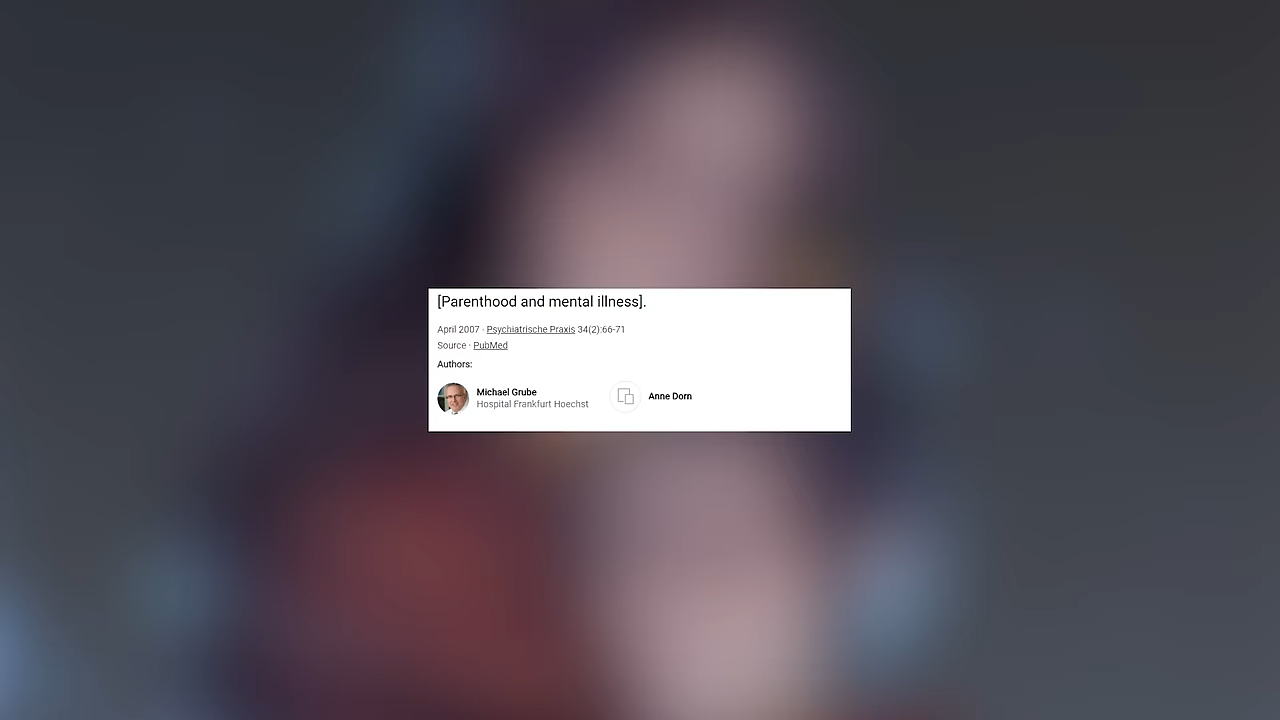 [Parenthood and mental illness].
April 2007 · Psychiatrische Praxis 34(2):66-71
Source · PubMed
Authors:
Michael Grube
Hospital Frankfurt Hoechst
Anne Dorn